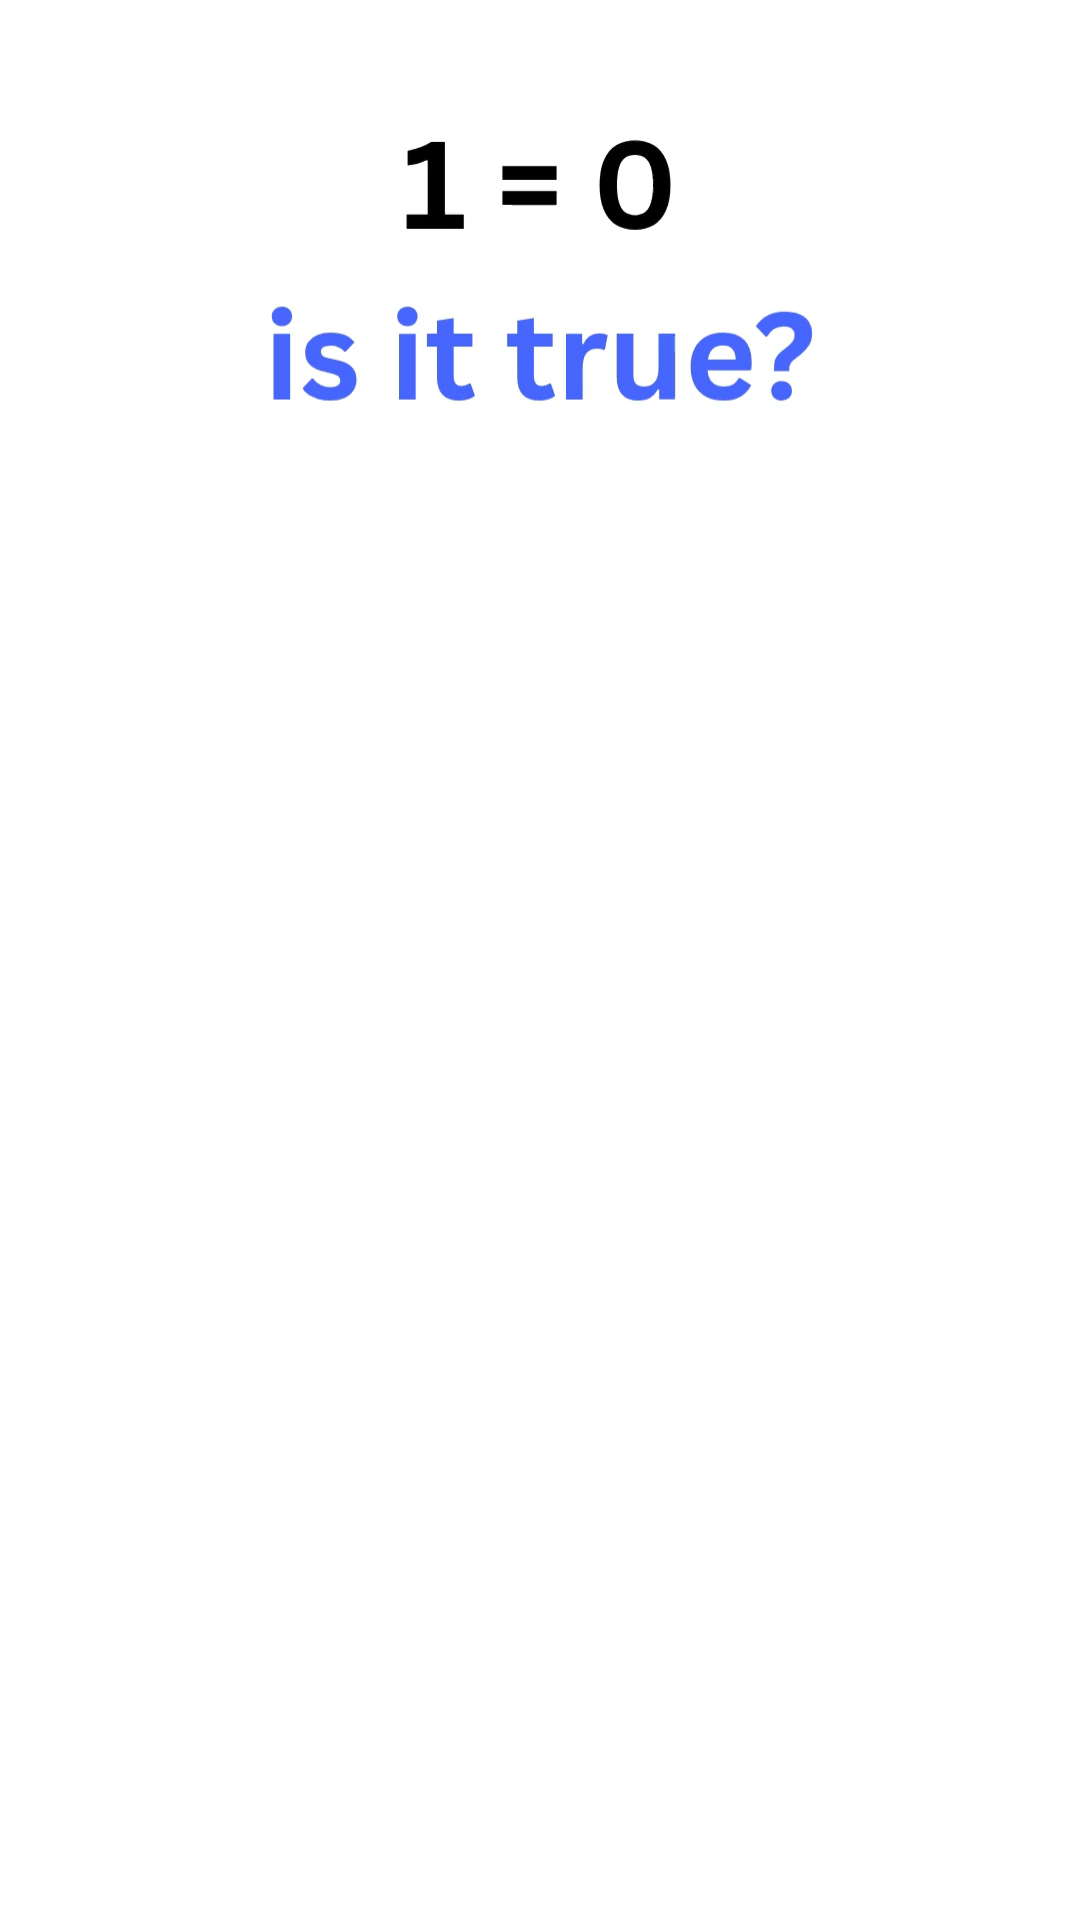 1 = 0
is it true?